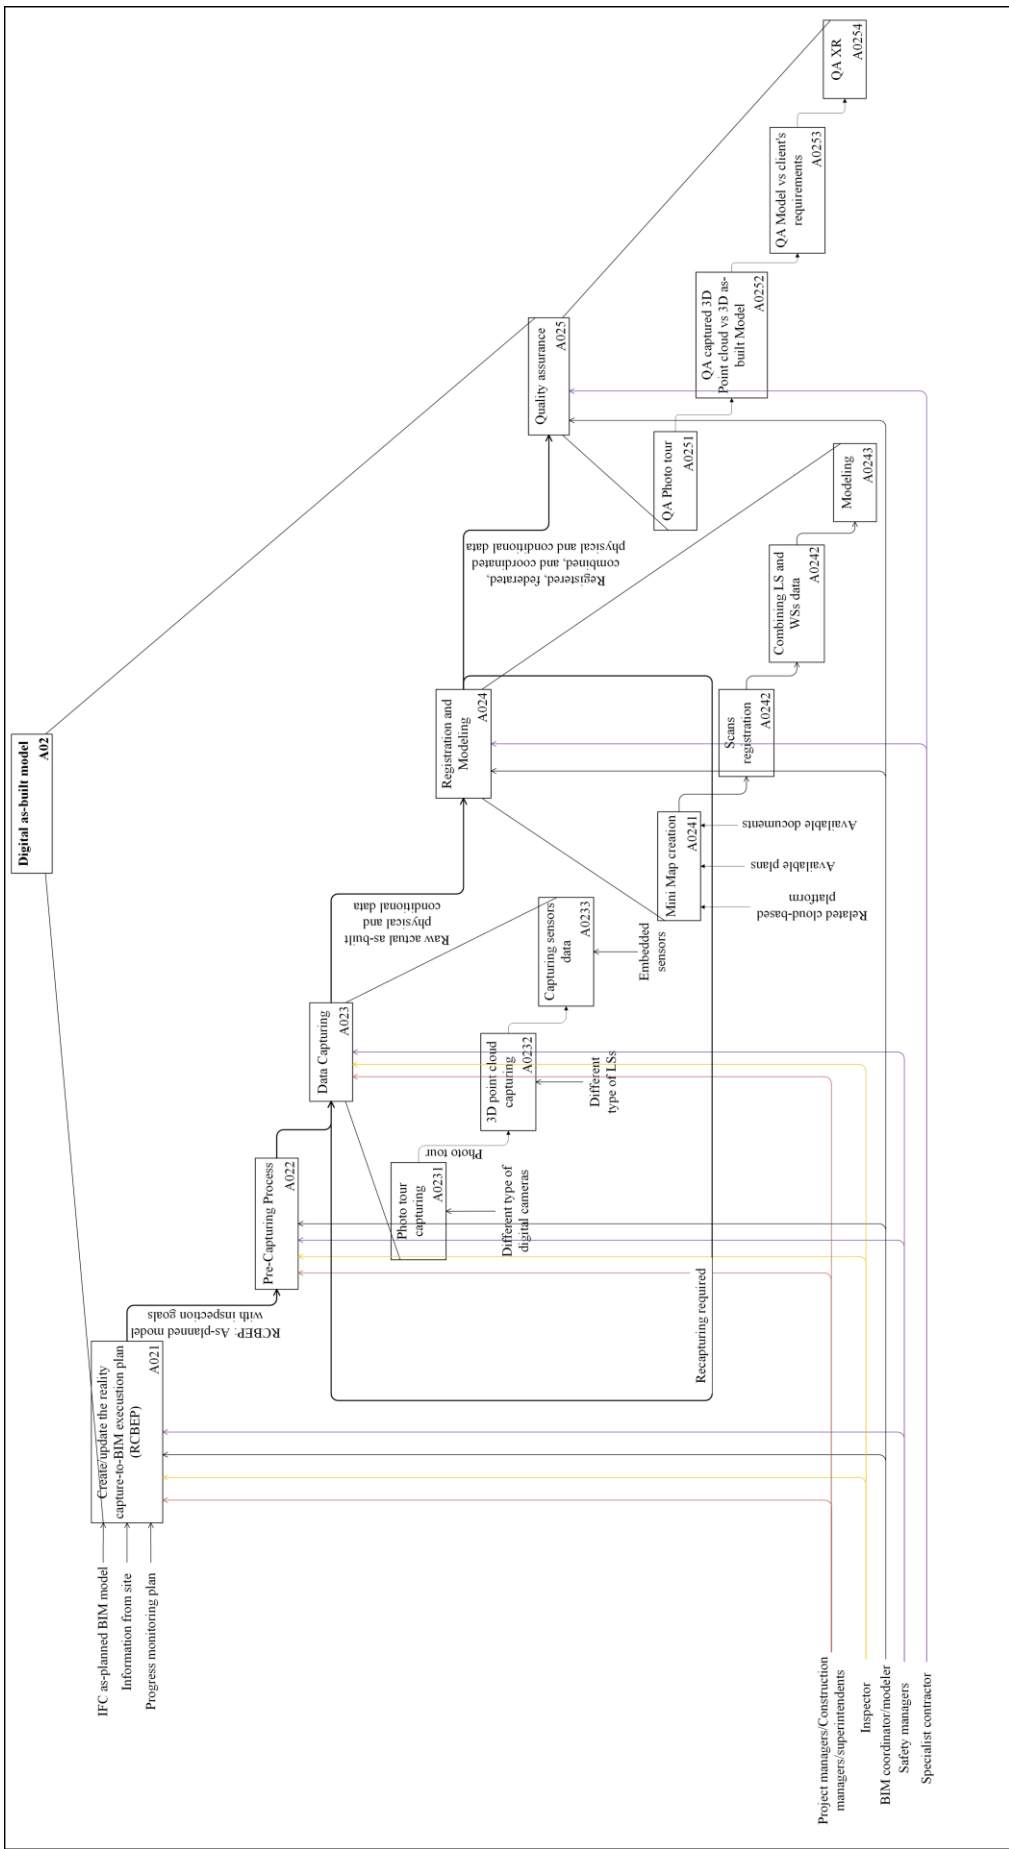 Digital as-built model
A02
IFC as-planned BIM model
Information from site
Progress monitoring plan
Create/update the reality
capture-to-BIM execustion plan
(RCBEP)
A021
RCBEP: As-planned model
with inspection goals
Pre-Capturing Process
A022
Data Capturing
A023
Raw actual as-built
physical and
conditional data
Registration and
Modeling
A024
Registered, federated,
combined, and coordinated
physical and conditional data
Quality assurance
A025
Photo tour
capturing
A0231
Photo tour
Different type of
digital cameras
3D point cloud
capturing
A0232
Different
type of LSs
Capturing sensors
data
A0233
Embedded
sensors
Recapturing required
Mini Map creation
A0241
Related cloud-based
platform
Available plans
Available documents
Scans
registration
A0242
Combining LS and
WSs data
A0242
Modeling
A0243
QA Photo tour
A0251
QA captured 3D
Point cloud vs 3D as-
built Model
A0252
QA Model vs client's
requirements
A0253
QA XR
A0254
Project managers/Construction
managers/superintendents
Inspector
BIM coordinator/modeler
Safety managers
Specialist contractor